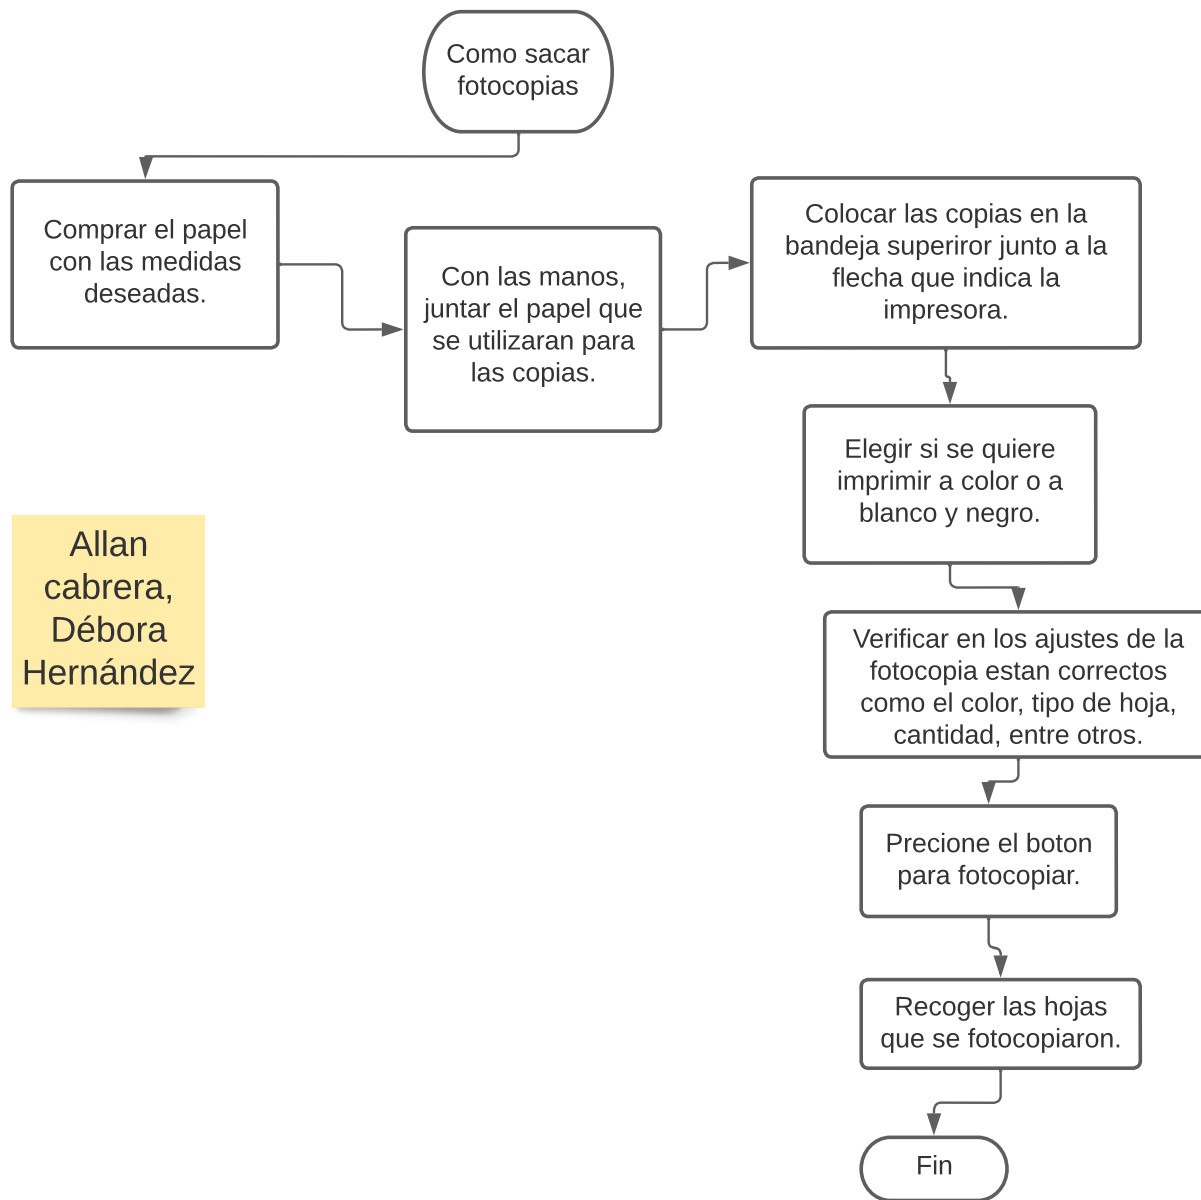 Como sacar
fotocopias
Comprar el papel
con las medidas
deseadas.
Con las manos,
juntar el papel que
se utilizaran para
las copias.
Colocar las copias en la
bandeja superiror junto a la
flecha que indica la
impresora.
Elegir si se quiere
imprimir a color o a
blanco y negro.
Verificar en los ajustes de la
fotocopia estan correctos
como el color, tipo de hoja,
cantidad, entre otros.
Precione el boton
para fotocopiar.
Recoger las hojas
que se fotocopiaron.
Fin
Allan
cabrera,
Débora
Hernández